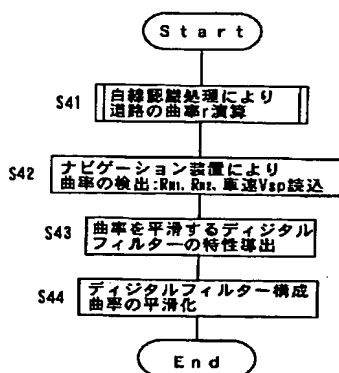 Start
S41
白線認識処理により
道路の曲率r演算
S42
ナビゲーション装置により
曲率の検出:RM1、RM2、車速Vsp読込
S43
曲率を平滑するディジタル
フィルターの特性導出
S44
ディジタルフィルター構成
曲率の平滑化
End